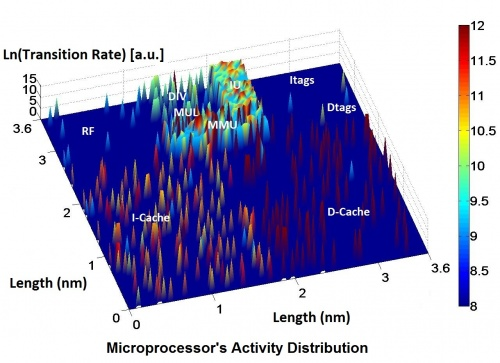 Ln(Transition Rate) [a.u.]
15
10
5
0
3.6
3
2
1
0
Length (nm)
0
1
2
3
3.6
Length (nm)
DIV
IU
MUL
MMU
RF
Itags
Dtags
I-Cache
D-Cache
12
11.5
11
10.5
10
9.5
9
8.5
8
Microprocessor's Activity Distribution